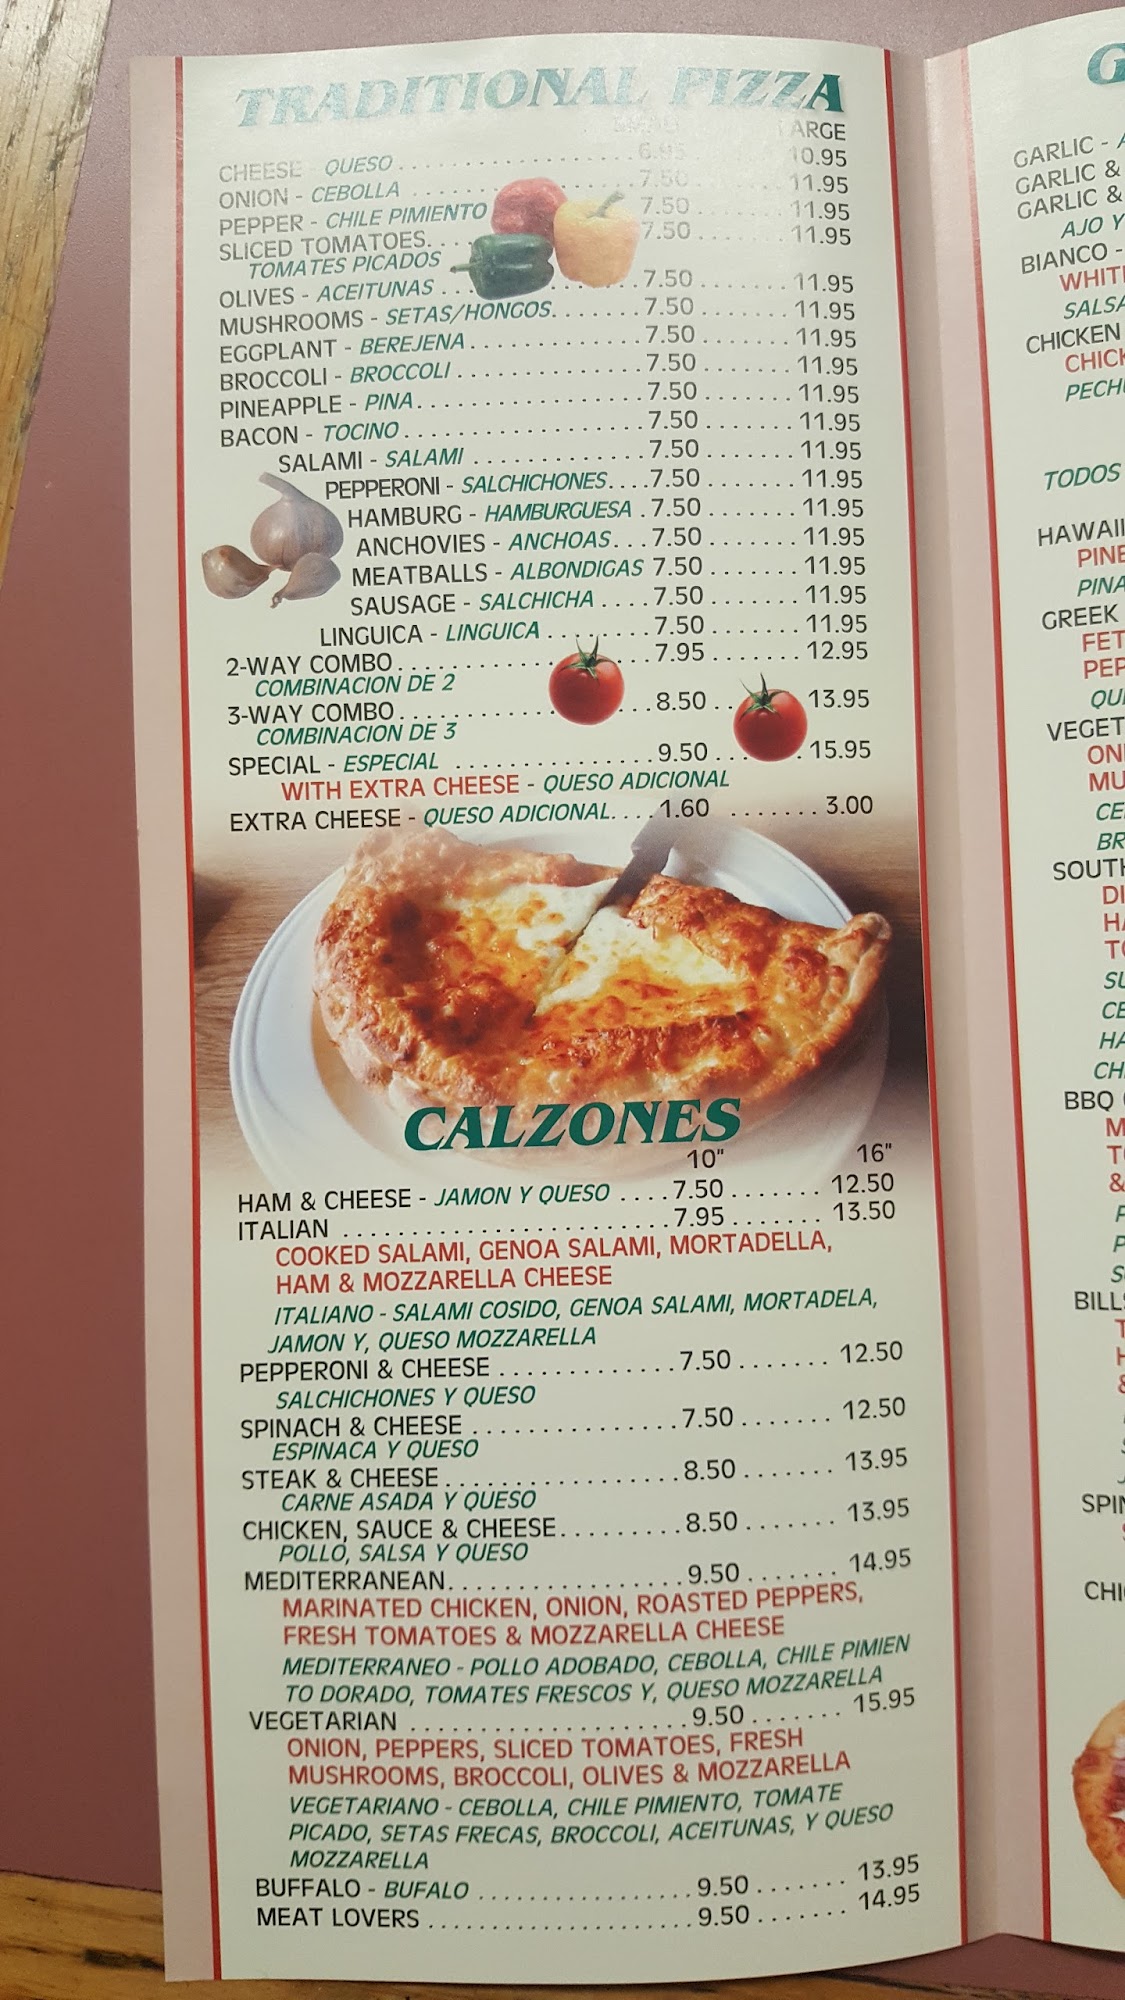 TRADITIONAL PIZZA
SMALL LARGE
CHEESE - QUESO . . . . . . . . . . . . . . . . . . 6.95 . . . . . . . 10.95
ONION - CEBOLLA . . . . . . . . . . . . . . . . 7.50 . . . . . . . 11.95
PEPPER - CHILE PIMIENTO 7.50 . . . . . . . 11.95
SLICED TOMATOES. . . . 7.50 . . . . . . . 11.95
TOMATES PICADOS
OLIVES - ACEITUNAS . . . . . . . . . . . 7.50 . . . . . . . . 11.95
MUSHROOMS - SETAS/HONGOS. . . . . . . 7.50 . . . . . . . 11.95
EGGPLANT - BEREJENA . . . . . . . . . . . . . 7.50 . . . . . . . 11.95
BROCCOLI - BROCCOLI . . . . . . . . . . . . . . 7.50 . . . . . . . 11.95
PINEAPPLE - PINA. . . . . . . . . . . . . . . . . 7.50 . . . . . . . 11.95
BACON - TOCINO . . . . . . . . . . . . . . . . . . 7.50 . . . . . . . 11.95
SALAMI - SALAMI . . . . . . . . . . . . . 7.50 . . . . . . . 11.95
PEPPERONI - SALCHICHONES. . . . 7.50 . . . . . . . 11.95
HAMBURG - HAMBURGUESA . 7.50 . . . . . . . 11.95
ANCHOVIES - ANCHOAS. . . 7.50 . . . . . . . 11.95
MEATBALLS - ALBONDIGAS 7.50 . . . . . . . 11.95
SAUSAGE - SALCHICHA . . . . 7.50 . . . . . . . 11.95
LINGUICA - LINGUICA . . . . . . . . 7.50 . . . . . . . 11.95
2-WAY COMBO . . . . . . . . . . . . . . . 7.95 . . . . . . . 12.95
COMBINACION DE 2
3-WAY COMBO . . . . . . . . . . . . . . . 8.50 . . 13.95
COMBINACION DE 3
SPECIAL - ESPECIAL . . . . . . . . . . . . . . . 9.50 . . . . 15.95
WITH EXTRA CHEESE - QUESO ADICIONAL
EXTRA CHEESE - QUESO ADICIONAL. . . . 1.60 . . . . . . . 3.00
CALZONES
10" 16"
HAM & CHEESE - JAMON Y QUESO . . . . 7.50 . . . . . . . 12.50
ITALIAN . . . . . . . . . . . . . . . . . . . . . . . 7.95 . . . . . . . 13.50
COOKED SALAMI, GENOA SALAMI, MORTADELLA,
HAM & MOZZARELLA CHEESE
ITALIANO - SALAMI COSIDO, GENOA SALAMI, MORTADELA,
JAMON Y, QUESO MOZZARELLA
PEPPERONI & CHEESE . . . . . . . . . . . . . 7.50 . . . . . . . 12.50
SALCHICHONES Y QUESO
SPINACH & CHEESE . . . . . . . . . . . . . . . 7.50 . . . . . . . 12.50
ESPINACA Y QUESO
STEAK & CHEESE . . . . . . . . . . . . . . . . . 8.50 . . . . . . . 13.95
CARNE ASADA Y QUESO
CHICKEN, SAUCE & CHEESE. . . . . . . . . 8.50 . . . . . . . 13.95
POLLO, SALSA Y QUESO
MEDITERRANEAN. . . . . . . . . . . . . . . . . 9.50 . . . . . . . 14.95
MARINATED CHICKEN, ONION, ROASTED PEPPERS,
FRESH TOMATOES & MOZZARELLA CHEESE
MEDITERRANEO - POLLO ADOBADO, CEBOLLA, CHILE PIMIEN
TO DORADO, TOMATES FRESCOS Y, QUESO MOZZARELLA
VEGETARIAN . . . . . . . . . . . . . . . . . . . . 9.50 . . . . . . . 15.95
ONION, PEPPERS, SLICED TOMATOES, FRESH
MUSHROOMS, BROCCOLI, OLIVES & MOZZARELLA
VEGETARIANO - CEBOLLA, CHILE PIMIENTO, TOMATE
PICADO, SETAS FRECAS, BROCCOLI, ACEITUNAS, Y QUESO
MOZZARELLA
BUFFALO - BUFALO . . . . . . . . . . . . . . . . 9.50 . . . . . . . 13.95
MEAT LOVERS . . . . . . . . . . . . . . . . . . . 9.50 . . . . . . . 14.95
GARLIC -
GARLIC &
GARLIC &
AJO Y
BIANCO -
CHICKEN
TODOS
GREEK
BBQ